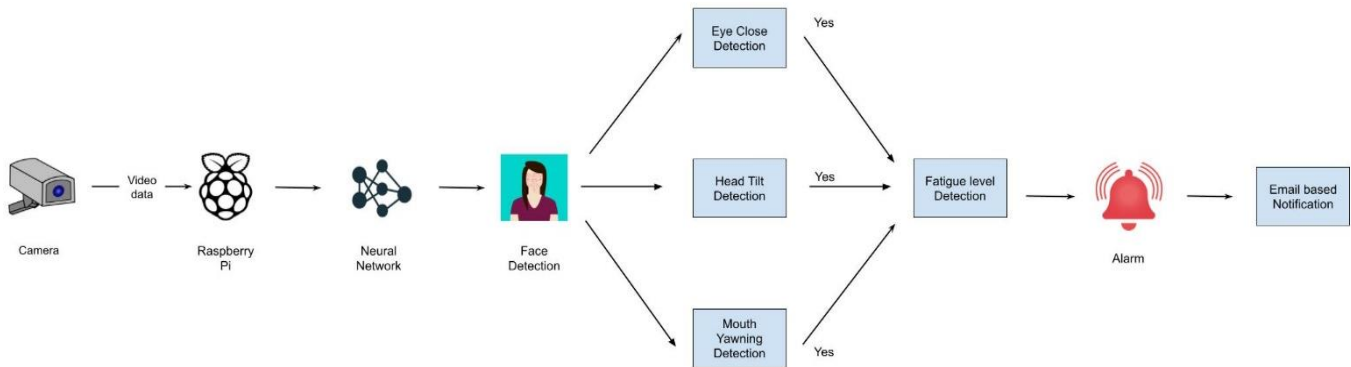 Camera
Video
data
Raspberry
Pi
Neural
Network
Face
Detection
Eye Close
Detection
Yes
Head Tilt
Detection
Yes
Mouth
Yawning
Detection
Yes
Fatigue level
Detection
Alarm
Email based
Notification